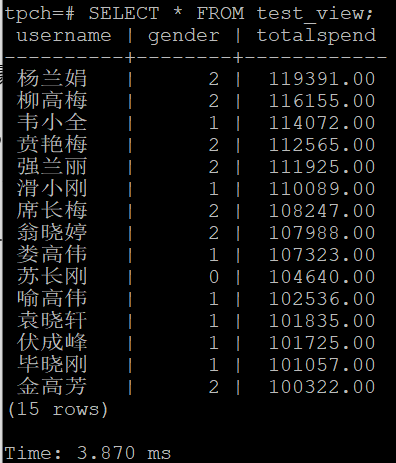 tpch=# SELECT * FROM test_view;
 username | gender | totalspend
----------+--------+------------
 杨兰娟   |      2 |  119391.00
 柳高梅   |      2 |  116155.00
 韦小全   |      1 |  114072.00
 贲艳梅   |      2 |  112565.00
 强兰丽   |      2 |  111925.00
 滑小刚   |      1 |  110089.00
 席长梅   |      2 |  108247.00
 翁晓婷   |      2 |  107988.00
 娄高伟   |      1 |  107323.00
 苏长刚   |      0 |  104640.00
 喻高伟   |      1 |  102536.00
 袁晓轩   |      1 |  101835.00
 伏成峰   |      1 |  101725.00
 毕晓刚   |      1 |  101057.00
 金高芳   |      2 |  100322.00
(15 rows)

Time: 3.870 ms